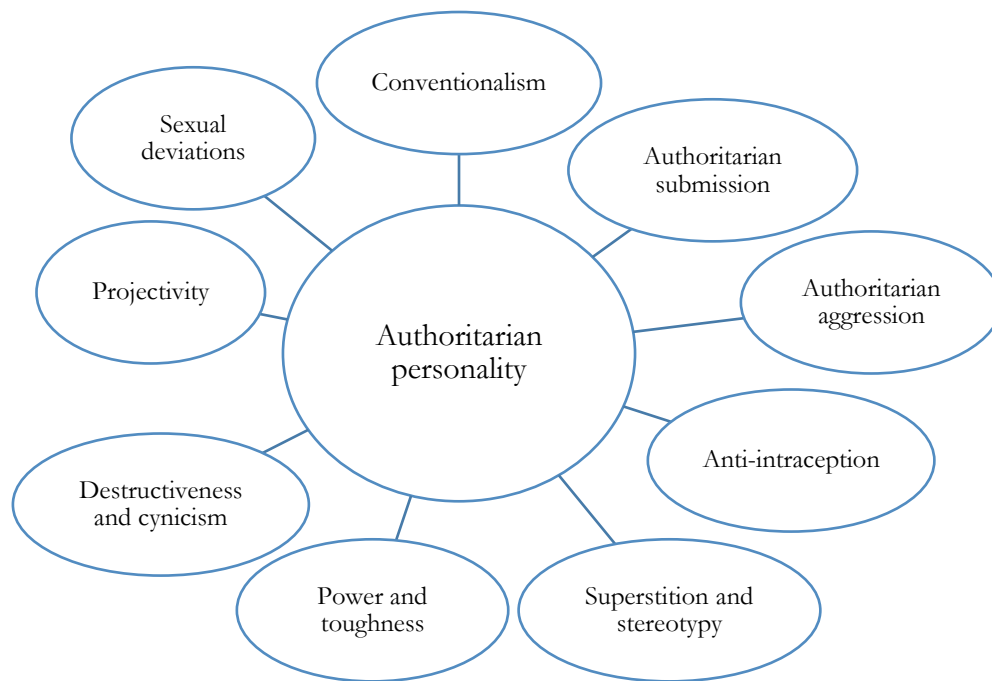 Conventionalism
Authoritarian
submission
Authoritarian
aggression
Anti-intraception
Superstition and
stereotypy
Power and
toughness
Destructiveness
and cynicism
Projectivity
Sexual
deviations
Authoritarian
personality